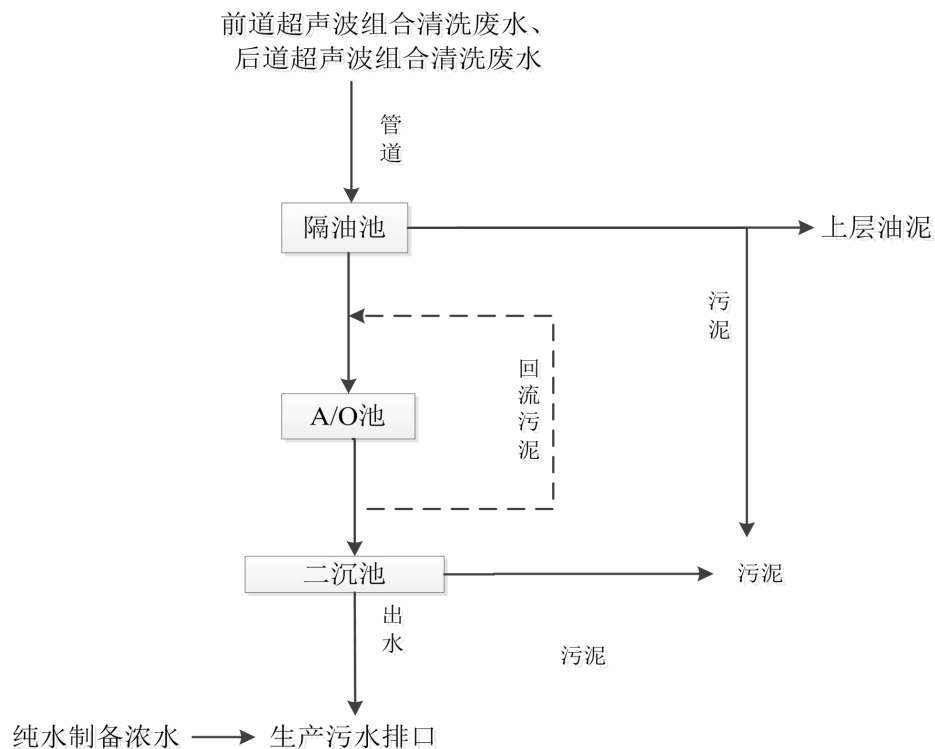 前道超声波组合清洗废水、
后道超声波组合清洗废水
管
道
隔油池
上层油泥
污
泥
回
流
污
泥
A/O池
二沉池
污泥
出
水
污泥
纯水制备浓水
生产污水排口